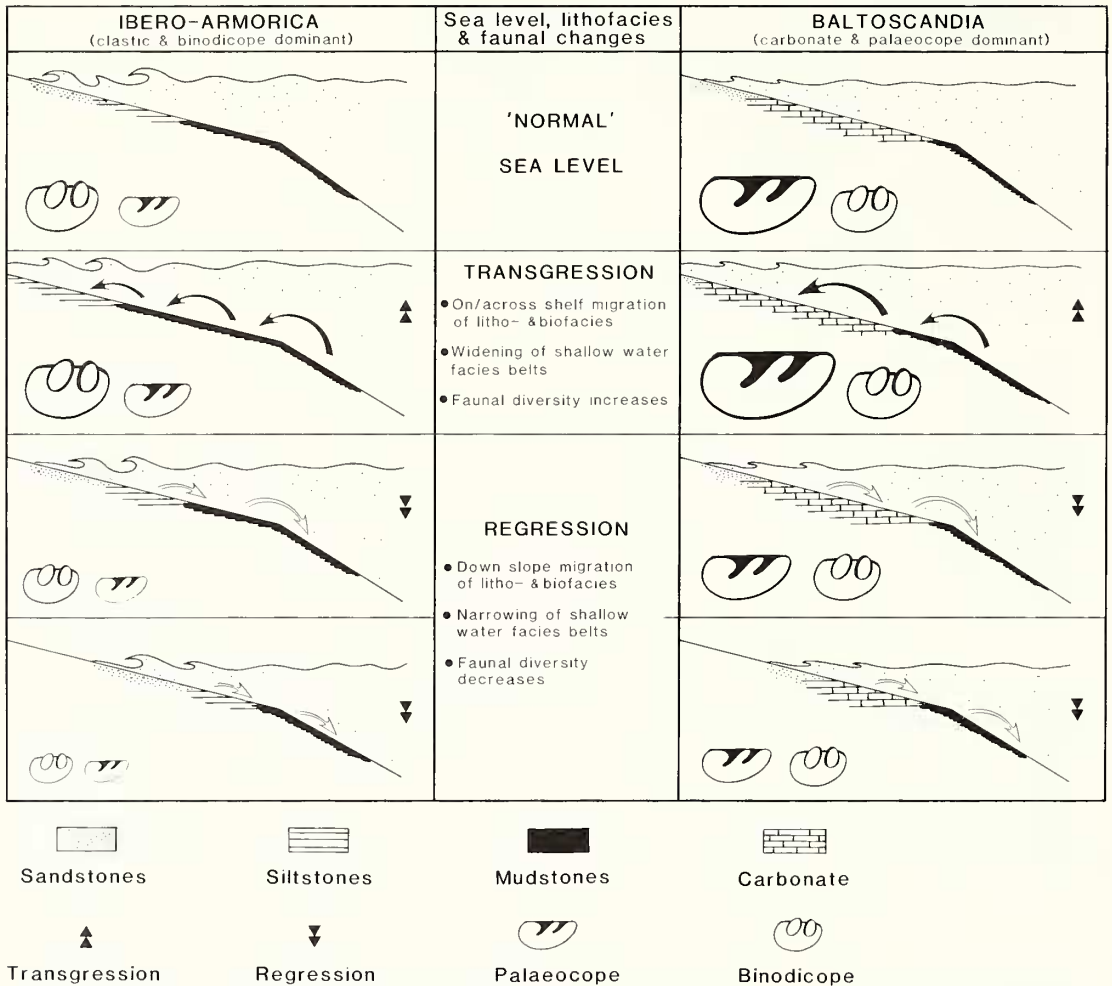 IBERO-ARMORICA
(clastic & binodicope dominant)
Sea level, lithofacies
& faunal changes
BALTOSCANDIA
(carbonate & palaeocope dominant)
'NORMAL'
SEA LEVEL
TRANSGRESSION
● On/across shelf migration
of litho- & biofacies
● Widening of shallow water
facies belts
● Faunal diversity increases
REGRESSION
● Down slope migration
of litho- & biofacies
● Narrowing of shallow
water facies belts
● Faunal diversity
decreases
Sandstones
Siltstones
Mudstones
Carbonate
Transgression
Regression
Palaeocope
Binodicope